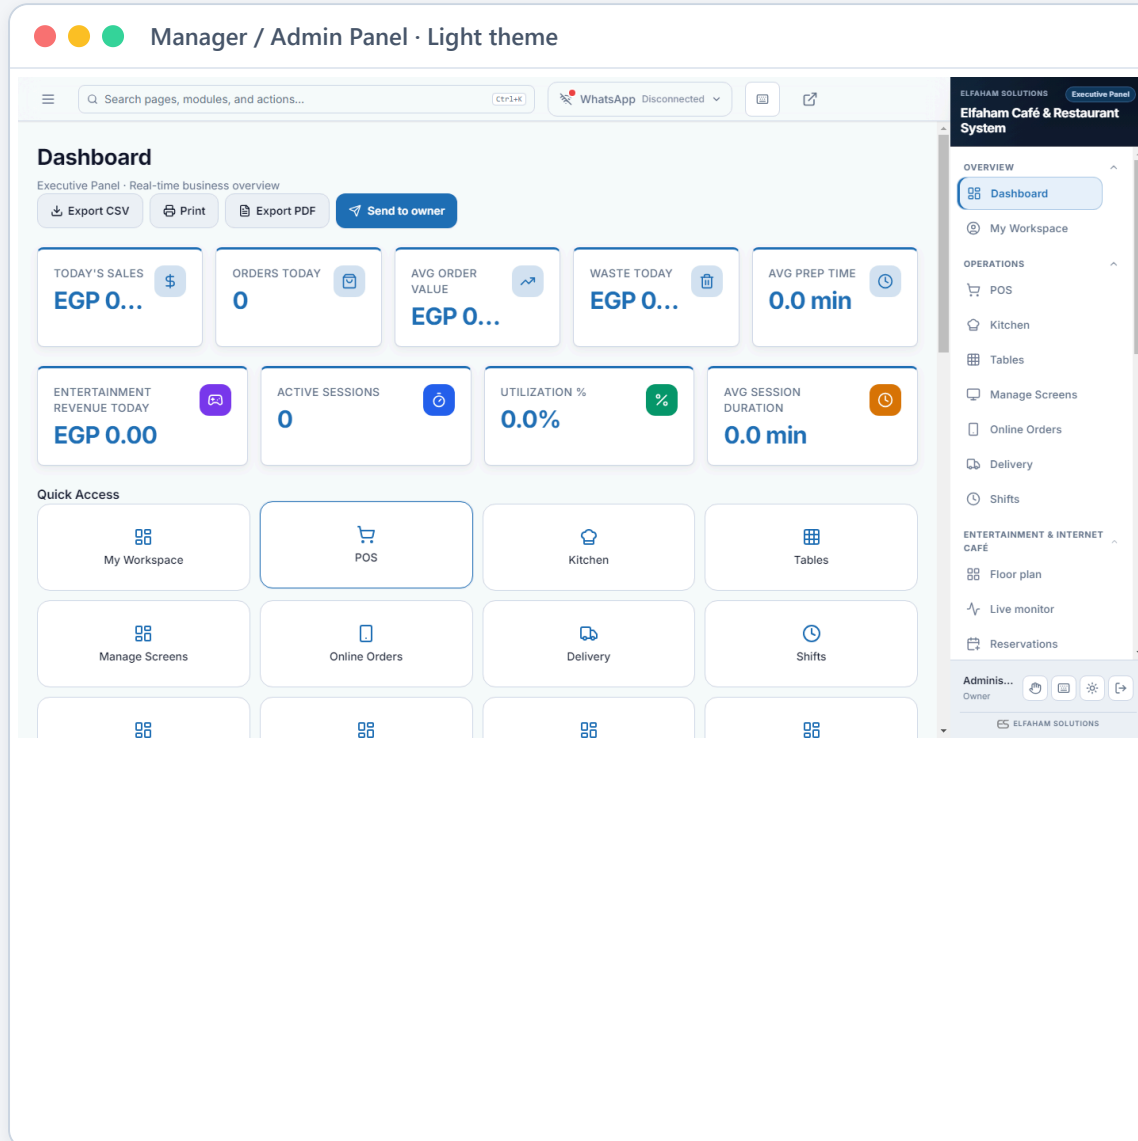 Manager / Admin Panel · Light theme
Search pages, modules, and actions...
Ctrl+K
WhatsApp Disconnected
Dashboard
Executive Panel · Real-time business overview
Export CSV
Print
Export PDF
Send to owner
TODAY'S SALES
EGP 0...
ORDERS TODAY
0
AVG ORDER
VALUE
EGP 0...
WASTE TODAY
EGP 0...
AVG PREP TIME
0.0 min
ENTERTAINMENT
REVENUE TODAY
EGP 0.00
ACTIVE SESSIONS
0
UTILIZATION %
0.0%
AVG SESSION
DURATION
0.0 min
Quick Access
My Workspace
POS
Kitchen
Tables
Manage Screens
Online Orders
Delivery
Shifts
ELFAHAM SOLUTIONS
Executive Panel
Elfaham Café & Restaurant
System
OVERVIEW
Dashboard
My Workspace
OPERATIONS
POS
Kitchen
Tables
Manage Screens
Online Orders
Delivery
Shifts
ENTERTAINMENT & INTERNET
CAFÉ
Floor plan
Live monitor
Reservations
Adminis...
Owner
ELFAHAM SOLUTIONS